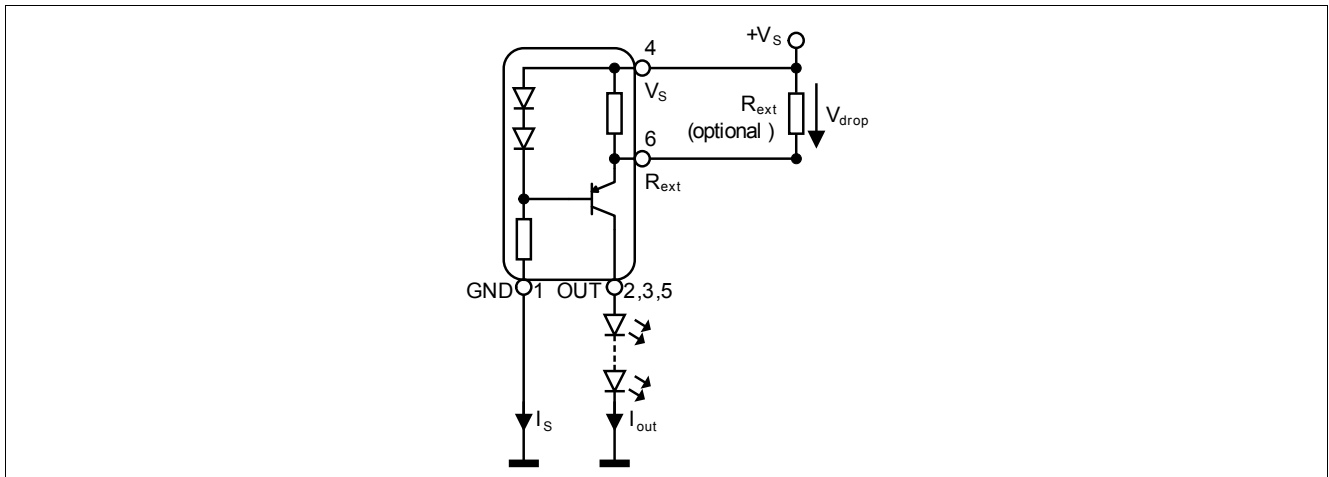 +VS
4
VS
Rext
(optional )
Vdrop
6
Rext
GND 1 OUT 2,3,5
IS
Iout